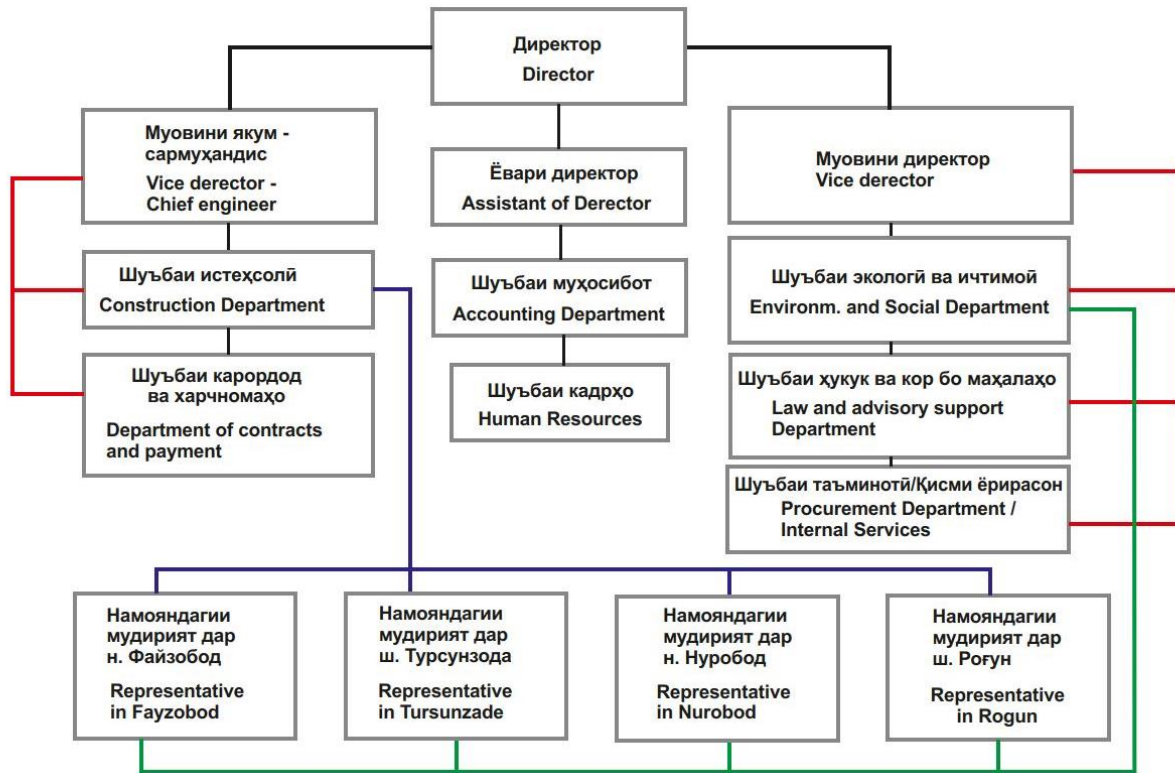 Директор
Director
Муовини якум -
сармуҳандис
Vice derector -
Chief engineer
Ёвари директор
Assistant of Derector
Муовини директор
Vice derector
Шуъбаи истеҳсолӣ
Construction Department
Шуъбаи муҳосибот
Accounting Department
Шуъбаи экологӣ ва ичтимоӣ
Environm. and Social Department
Шуъбаи карордод
ва харчномаҳо
Department of contracts
and payment
Шуъбаи кадрҳо
Human Resources
Шуъбаи ҳукук ва кор бо маҳалаҳо
Law and advisory support
Department
Шуъбаи таъминотӣ/Қисми ёрирасон
Procurement Department /
Internal Services
Намояндагии
мудирият дар
н. Файзобод
Representative
in Fayzobod
Намояндагии
мудирият дар
ш. Турсунзода
Representative
in Tursunzade
Намояндагии
мудирият дар
н. Нуробод
Representative
in Nurobod
Намояндагии
мудирият дар
ш. Роғун
Representative
in Rogun